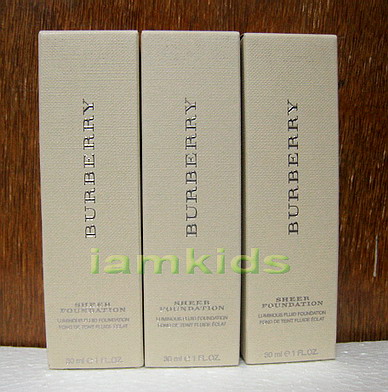 BURBERRY
SHEER
FOUNDATION
LUMINOUS FLUID FOUNDATION
FOND DE TEINT FLUIDE ÉCLAT
30 ml ℮ 1 FL.OZ.
BURBERRY
SHEER
FOUNDATION
LUMINOUS FLUID FOUNDATION
FOND DE TEINT FLUIDE ÉCLAT
30 ml ℮ 1 FL.OZ.
BURBERRY
SHEER
FOUNDATION
LUMINOUS FLUID FOUNDATION
FOND DE TEINT FLUIDE ÉCLAT
30 ml ℮ 1 FL.OZ.
iamkids